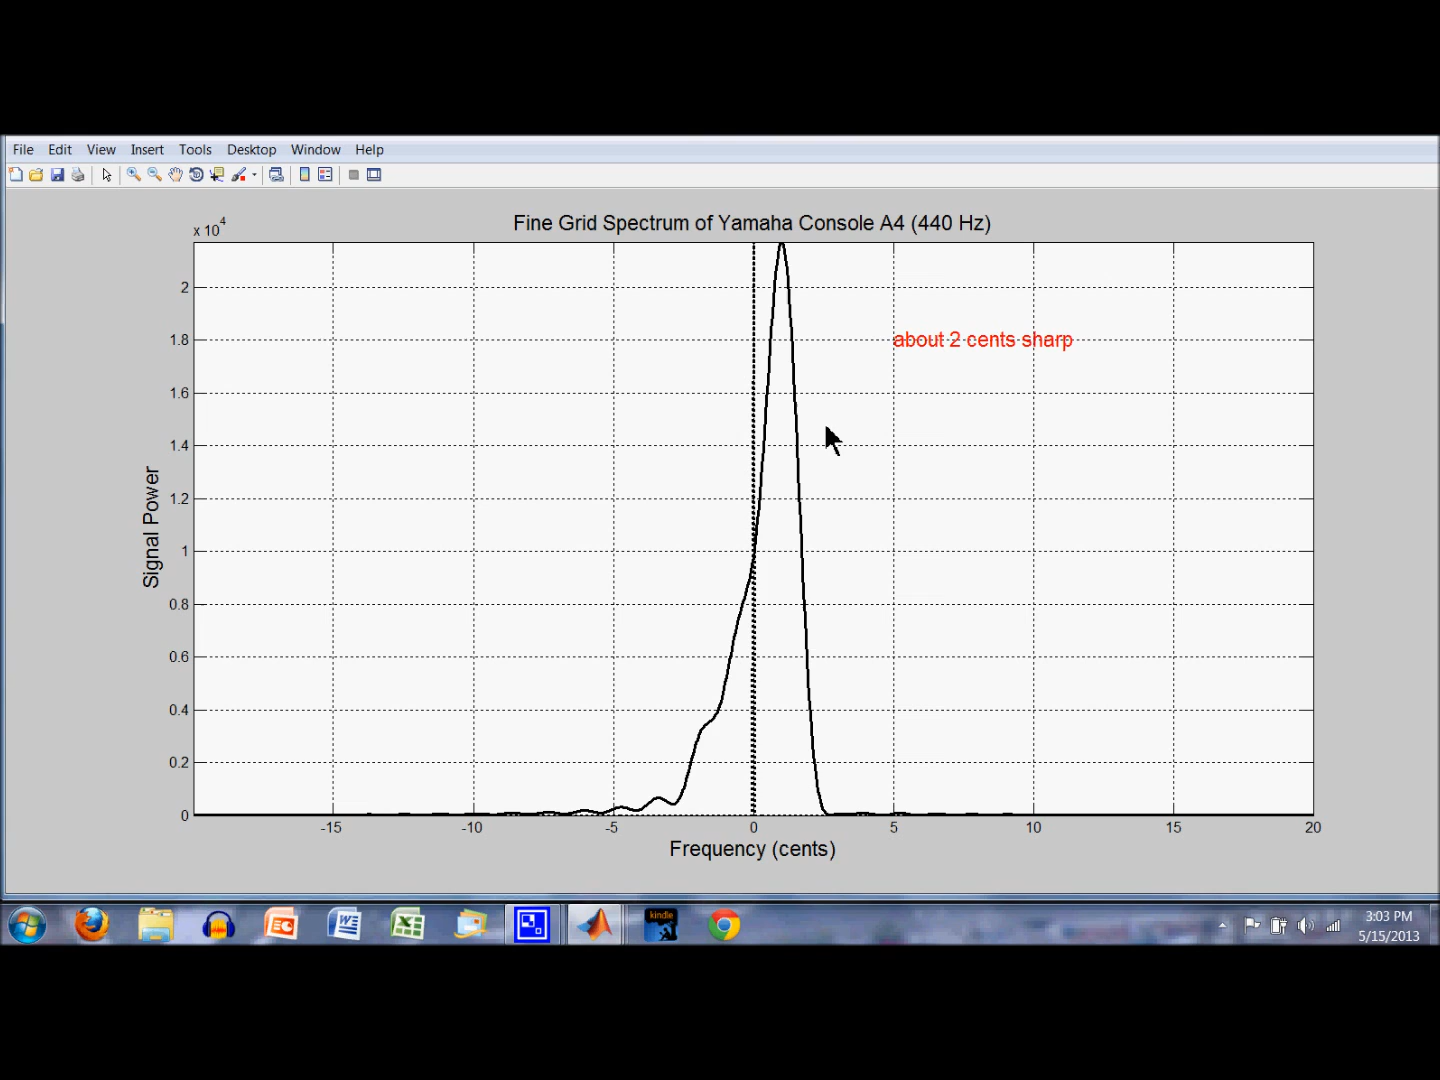 File Edit View Insert Tools Desktop Window Help
Fine Grid Spectrum of Yamaha Console A4 (440 Hz)
x 10^4
2
about 2 cents sharp
1.8
1.6
1.4
1.2
1
0.8
0.6
0.4
0.2
0
Signal Power
-15 -10 -5 0 5 10 15 20
Frequency (cents)
kindle
3:03 PM
5/15/2013